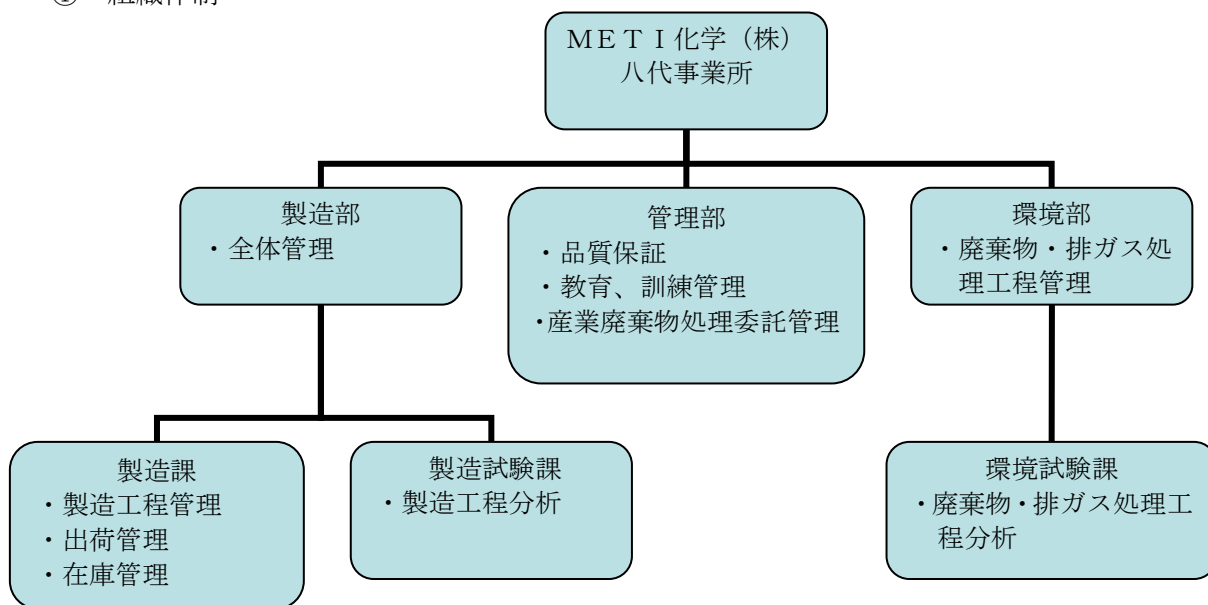 ＭＥＴＩ化学（株）
八代事業所
製造部
・全体管理
管理部
・品質保証
・教育、訓練管理
・産業廃棄物処理委託管理
環境部
・廃棄物・排ガス処
理工程管理
製造課
・製造工程管理
・出荷管理
・在庫管理
製造試験課
・製造工程分析
環境試験課
・廃棄物・排ガス処理工
程分析